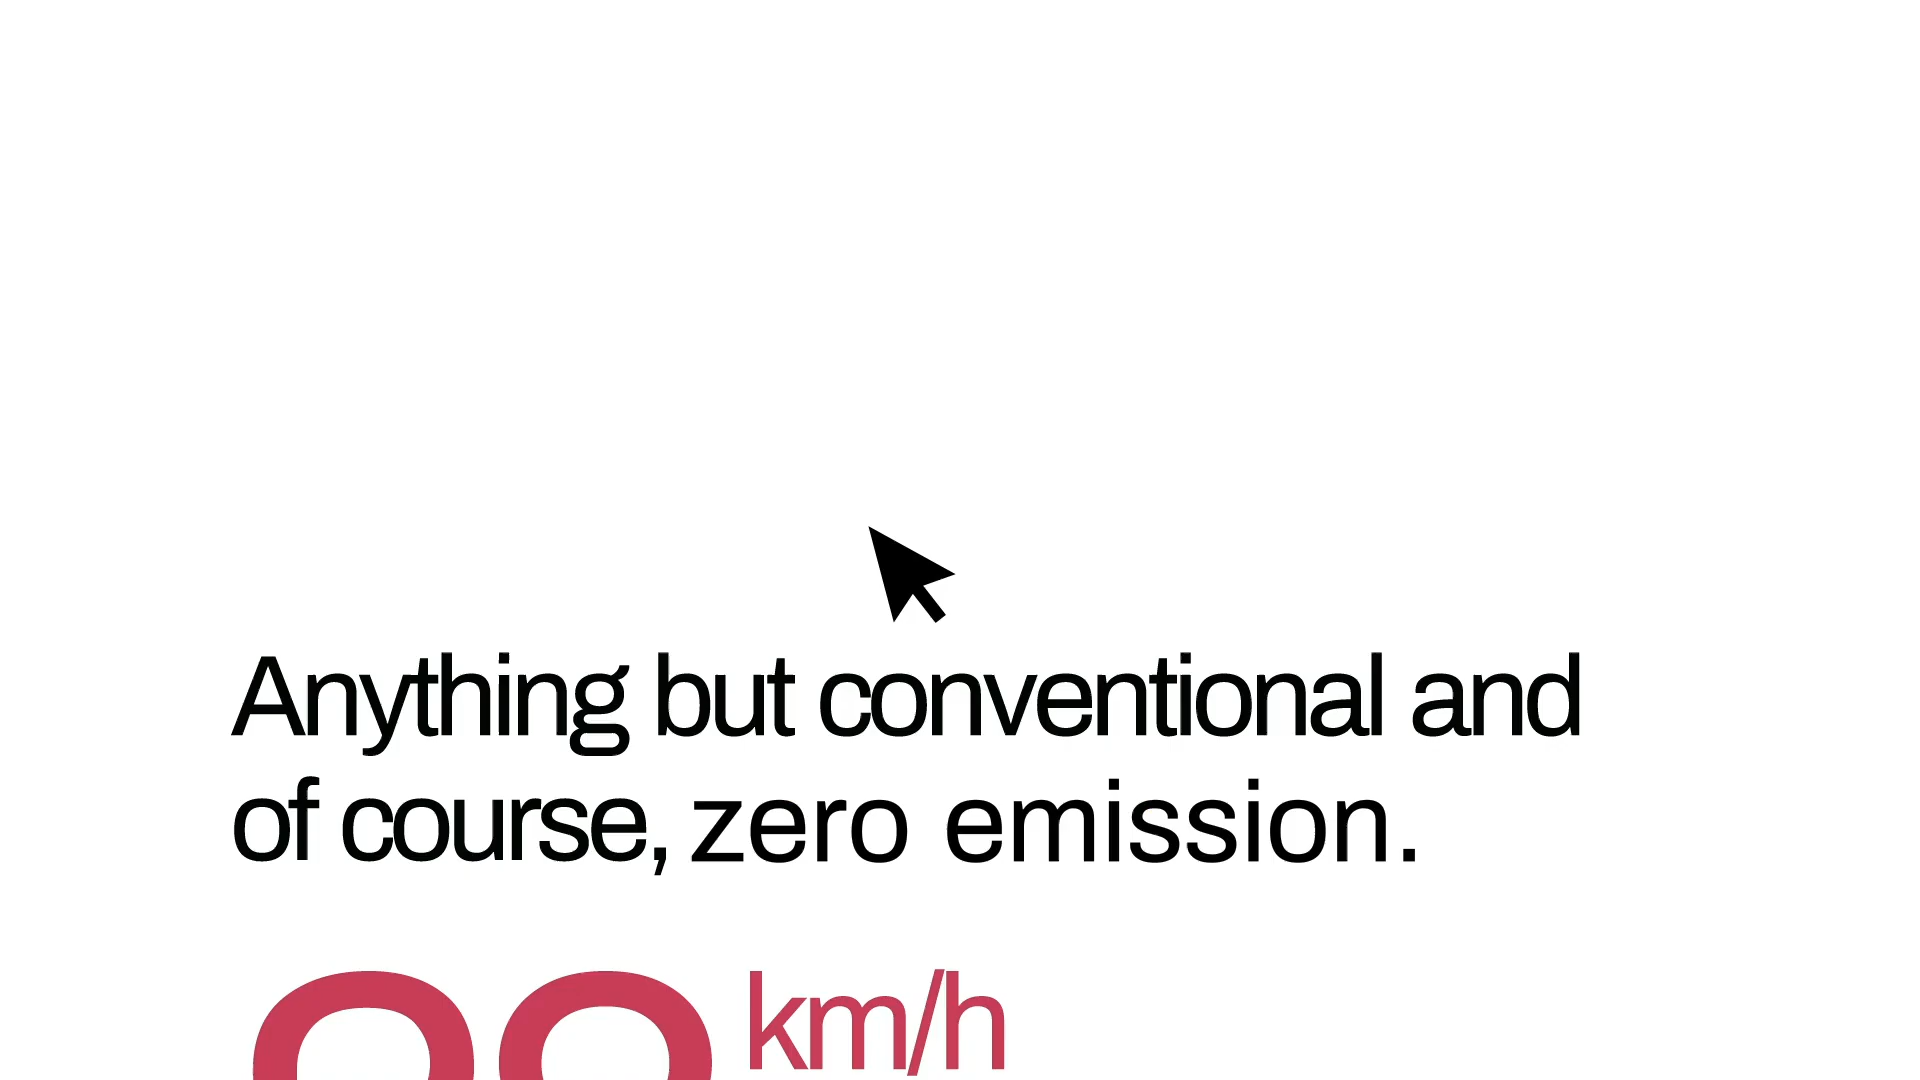 Anything but conventional and
of course, zero emission.
km/h